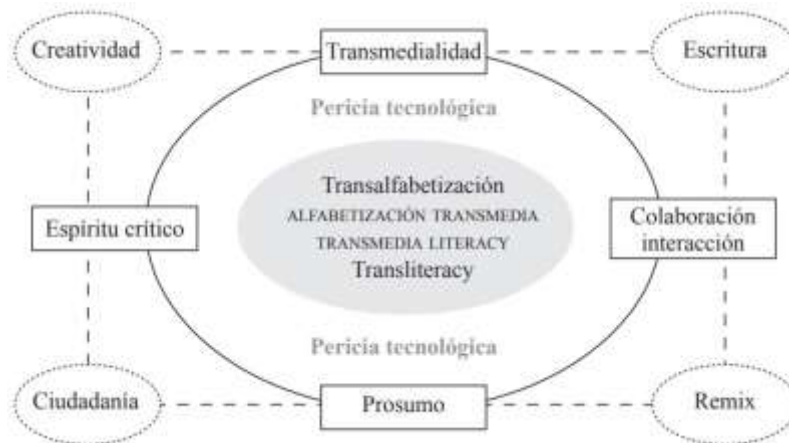 Creatividad
Transmedialidad
Escritura
Pericia tecnológica
Transalfabetización
ALFABETIZACIÓN TRANSMEDIA
TRANSMEDIA LITERACY
Transliteracy
Espíritu crítico
Colaboración
interacción
Pericia tecnológica
Ciudadanía
Prosumo
Remix